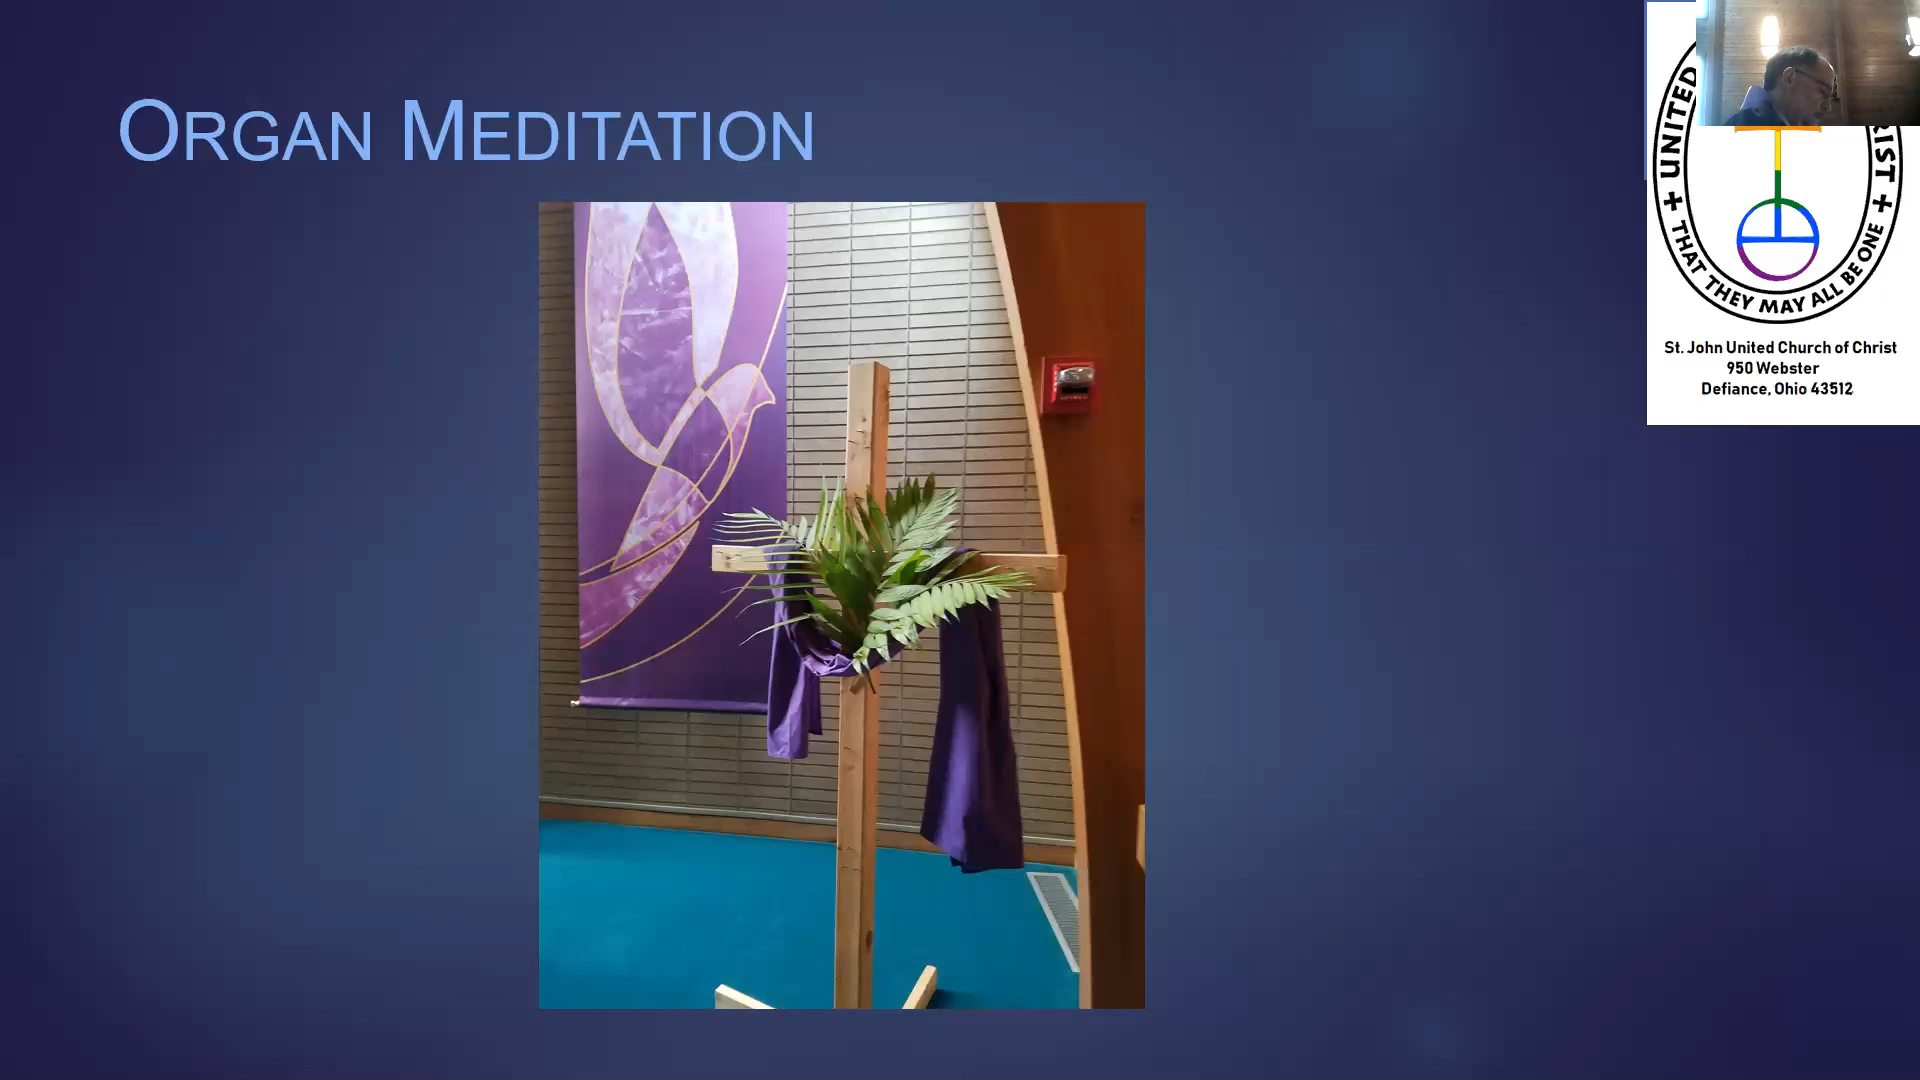 ORGAN MEDITATION
UNITED
IST
THAT THEY MAY ALL BE ONE
St. John United Church of Christ
950 Webster
Defiance, Ohio 43512